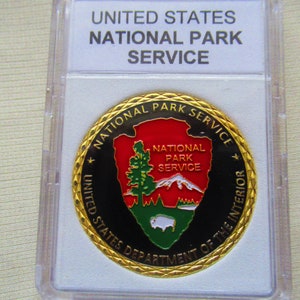 UNITED STATES
NATIONAL PARK
SERVICE
★ NATIONAL PARK SERVICE ★
NATIONAL
PARK
SERVICE
UNITED STATES DEPARTMENT OF THE INTERIOR